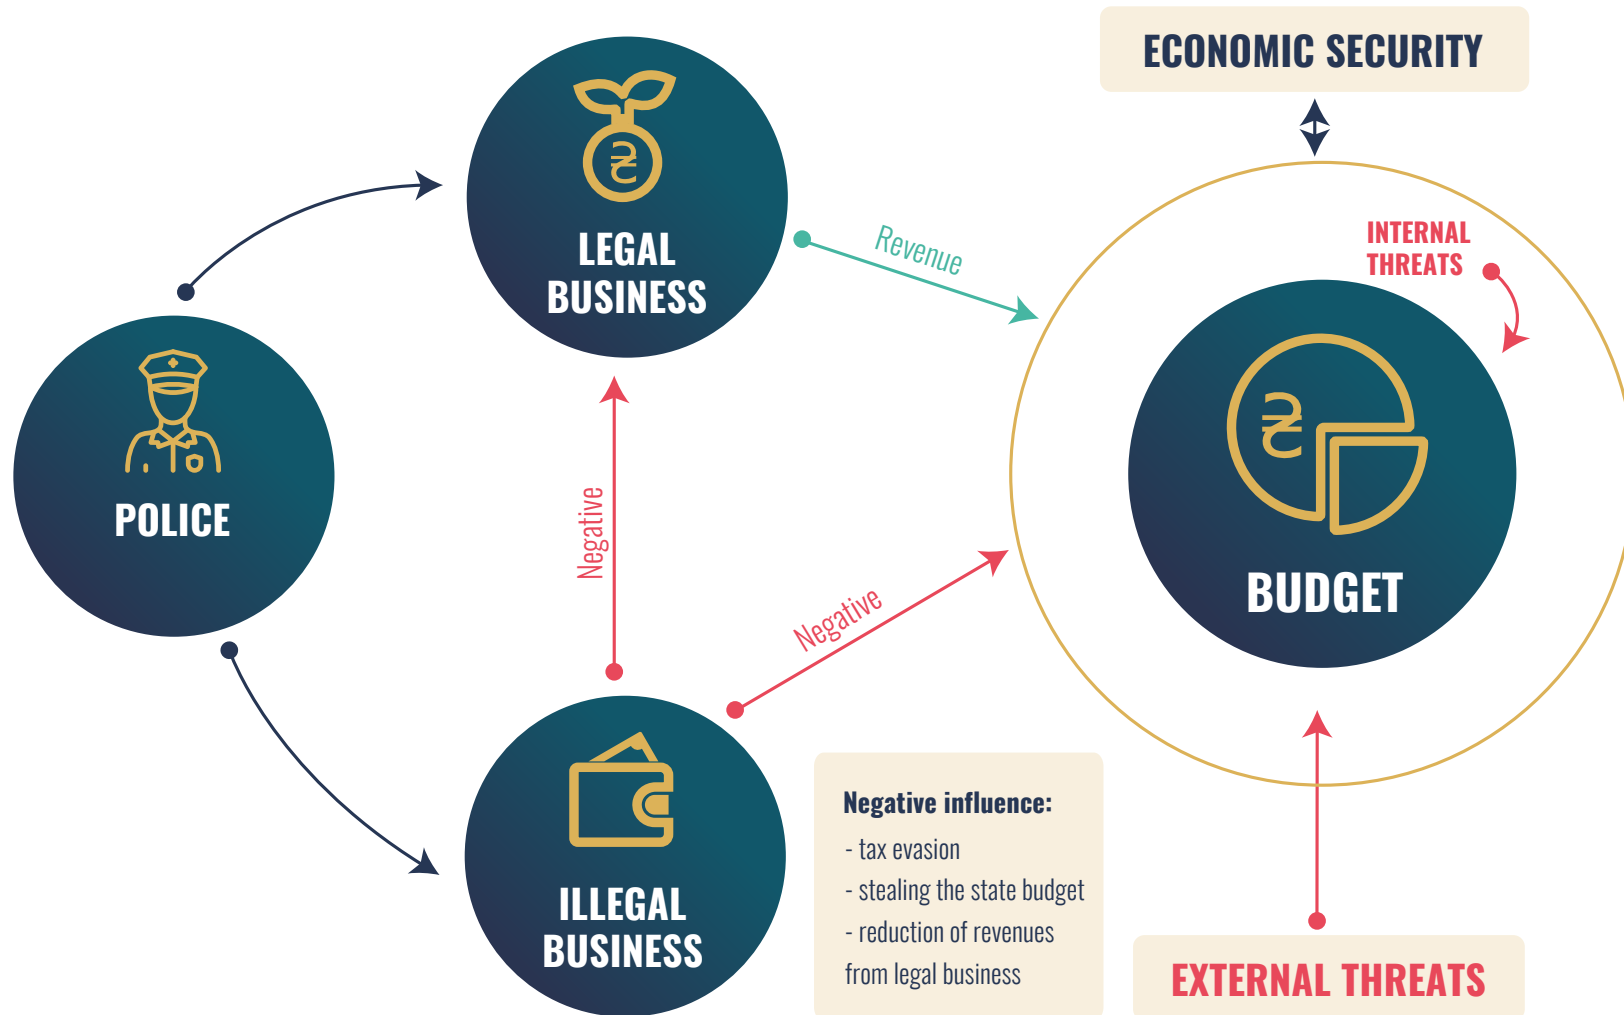 ECONOMIC SECURITY
₴
LEGAL
BUSINESS
Revenue
INTERNAL
THREATS
POLICE
₴
BUDGET
Negative
Negative
ILLEGAL
BUSINESS
Negative influence:
- tax evasion
- stealing the state budget
- reduction of revenues
from legal business
EXTERNAL THREATS